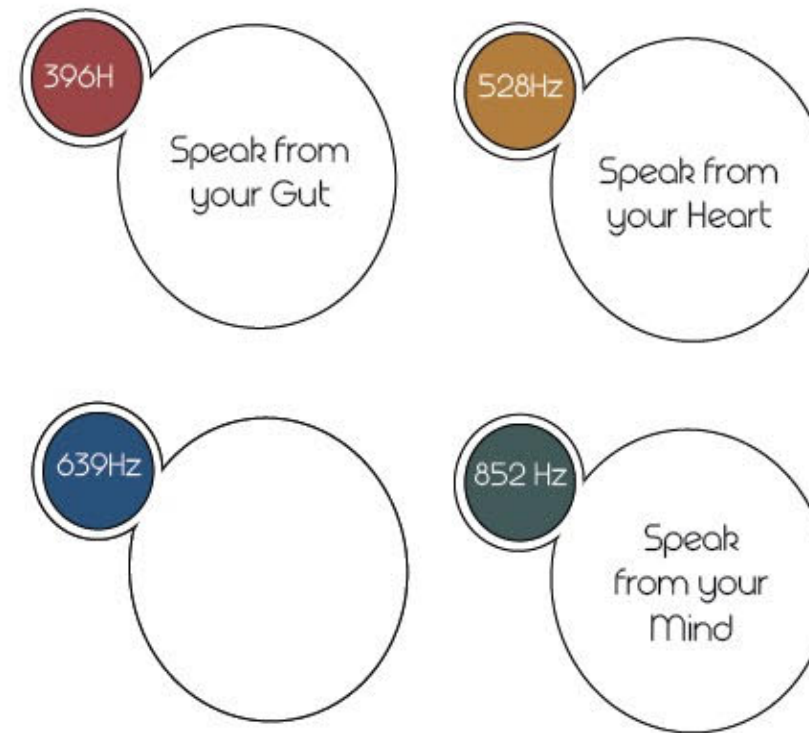 396H
Speak from
your Gut
528Hz
Speak from
your Heart
639Hz
852 Hz
Speak
from your
Mind